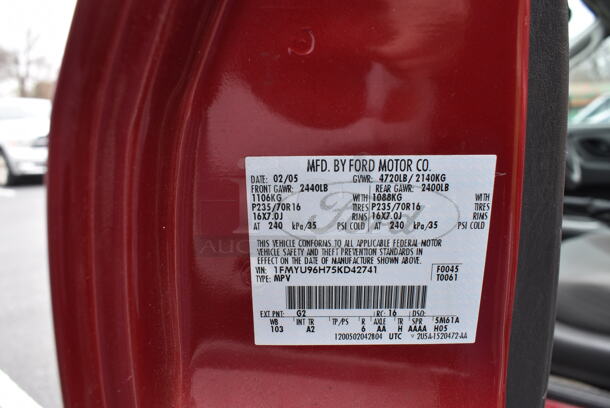 MFD. BY FORD MOTOR CO.
DATE: 02/05 GVWR: 4720LB/2140KG
FRONT GAWR: 2440LB REAR GAWR: 2400LB
1106KG WITH 1088KG WITH
P235/70R16 TIRES P235/70R16 TIRES
16X7.0J RIMS 16X7.0J RIMS
AT 240 kPa/35 PSI COLD AT 240 kPa/35 PSI COLD
THIS VEHICLE CONFORMS TO ALL APPLICABLE FEDERAL MOTOR
VEHICLE SAFETY AND THEFT PREVENTION STANDARDS IN
EFFECT ON THE DATE OF MANUFACTURE SHOWN ABOVE.
VIN: 1FMYU96H75KD42741 F0045
TYPE: MPV T0061
EXT PNT: G2 RC: 16 DSO:
WB INT TR TP/PS R AXLE TR SPR 5M61A
103 A2 6 AA H AAAA H05
1200502042804 UTC 2U5A-1520472-AA
Ford